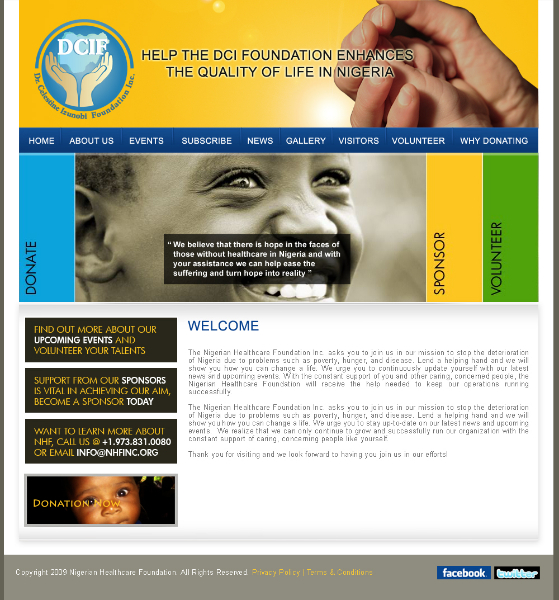 DCIF
Dr. Celestine Izunobi Foundation Inc.
HELP THE DCI FOUNDATION ENHANCES
THE QUALITY OF LIFE IN NIGERIA
HOME ABOUT US EVENTS SUBSCRIBE NEWS GALLERY VISITORS VOLUNTEER WHY DONATING
DONATE
“ We believe that there is hope in the faces of
those without healthcare in Nigeria and with
your assistance we can help ease the
suffering and turn hope into reality ”
SPONSOR
VOLUNTEER
FIND OUT MORE ABOUT OUR
UPCOMING EVENTS AND
VOLUNTEER YOUR TALENTS
SUPPORT FROM OUR SPONSORS
IS VITAL IN ACHIEVING OUR AIM,
BECOME A SPONSOR TODAY
WANT TO LEARN MORE ABOUT
NHF, CALL US @ +1.973.831.0080
OR EMAIL INFO@NHFINC.ORG
DONATION NOW
WELCOME
The Nigerian Healthcare Foundation Inc. asks you to join us in our mission to stop the deterioration
of Nigeria due to problems such as poverty, hunger, and disease. Lend a helping hand and we will
show you how you can change a life. We urge you to continuously update yourself with our latest
news and upcoming events. With the constant support of you and other caring, concerned people, the
Nigerian Healthcare Foundation will receive the help needed to keep our operations running
successfully.
The Nigerian Healthcare Foundation Inc. asks you to join us in our mission to stop the deterioration
of Nigeria due to problems such as poverty, hunger, and disease. Lend a helping hand and we will
show you how you can change a life. We urge you to stay up-to-date on our latest news and upcoming
events. We realize that we can only continue to grow and successfully run our organization with the
constant support of caring, concerning people like yourself.
Thank you for visiting and we look forward to having you join us in our efforts!
Copyright 2009 Nigerian Healthcare Foundation. All Rights Reserved. Privacy Policy | Terms & Conditions
facebook twitter